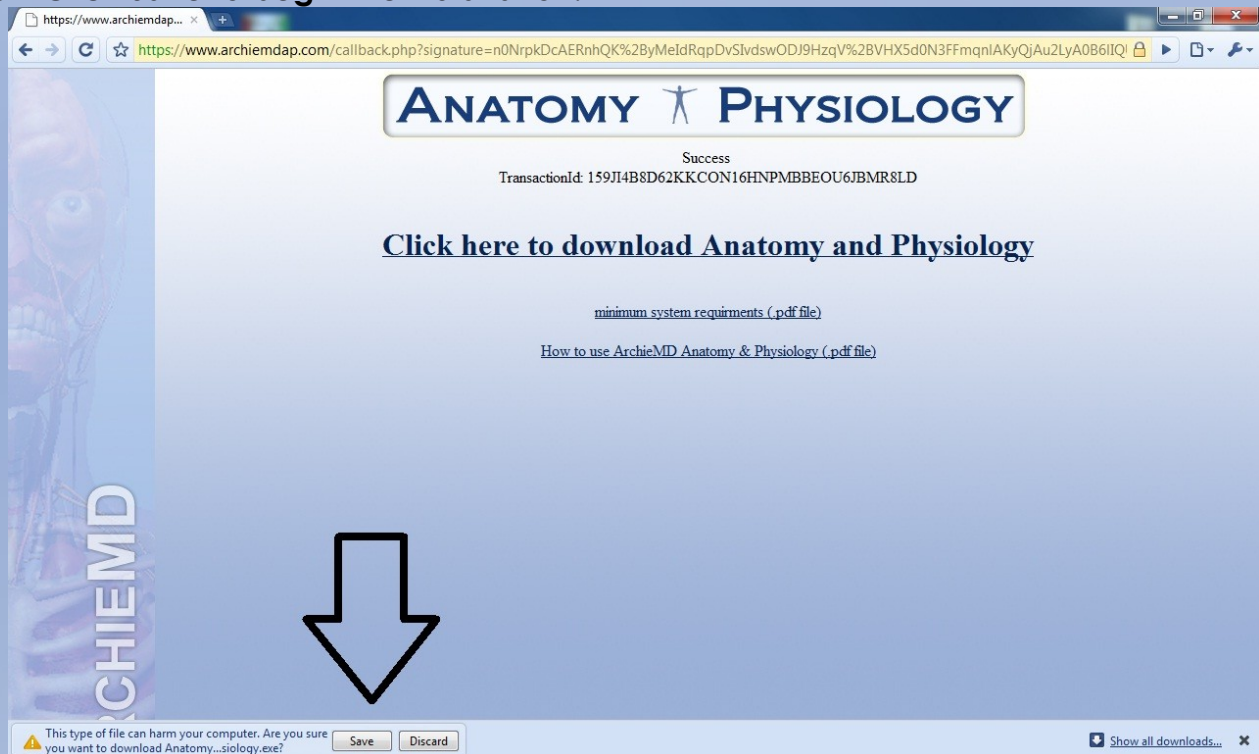 https://www.archiemdap...
https://www.archiemdap.com/callback.php?signature=n0NrpkDcAERnhQK%2ByMeIdRqpDvSIvdswODJ9HzqV%2BVHX5d0N3FFmqnlAKyQjAu2LyA0B6lIQ
ANATOMY PHYSIOLOGY
Success
TransactionId: 159JI4B8D62KKCON16HNPMBBEOU6JBMR8LD
Click here to download Anatomy and Physiology
minimum system requirments (.pdf file)
How to use ArchieMD Anatomy & Physiology (.pdf file)
CHIEMD
This type of file can harm your computer. Are you sure
you want to download Anatomy...siology.exe?
Save
Discard
Show all downloads...